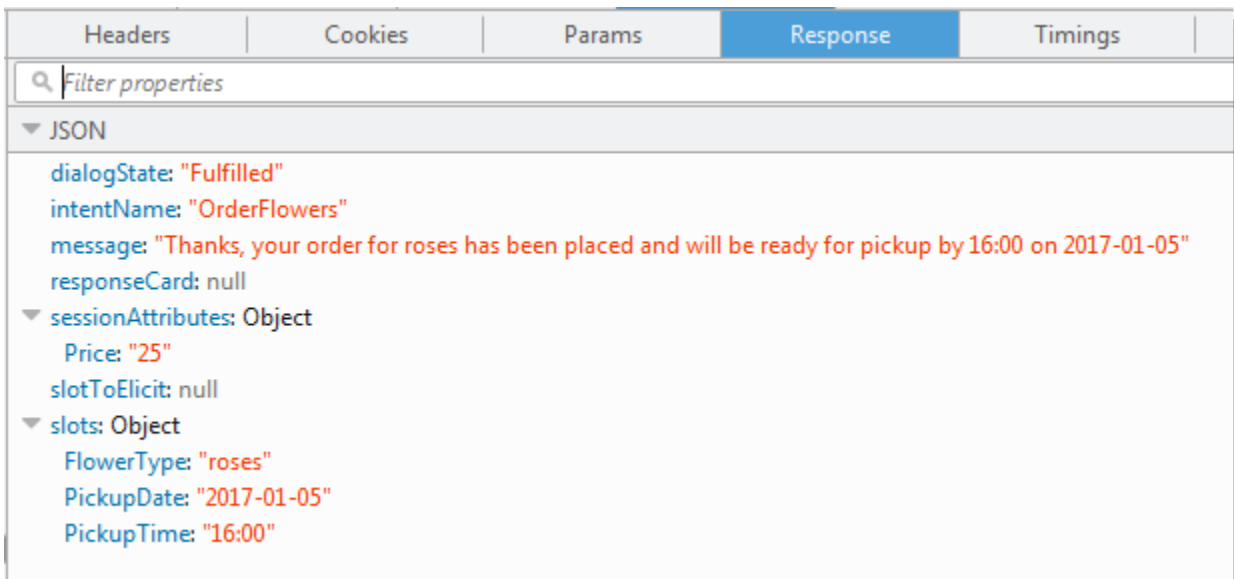 Headers Cookies Params Response Timings
Filter properties
JSON
dialogState: "Fulfilled"
intentName: "OrderFlowers"
message: "Thanks, your order for roses has been placed and will be ready for pickup by 16:00 on 2017-01-05"
responseCard: null
sessionAttributes: Object
Price: "25"
slotToElicit: null
slots: Object
FlowerType: "roses"
PickupDate: "2017-01-05"
PickupTime: "16:00"